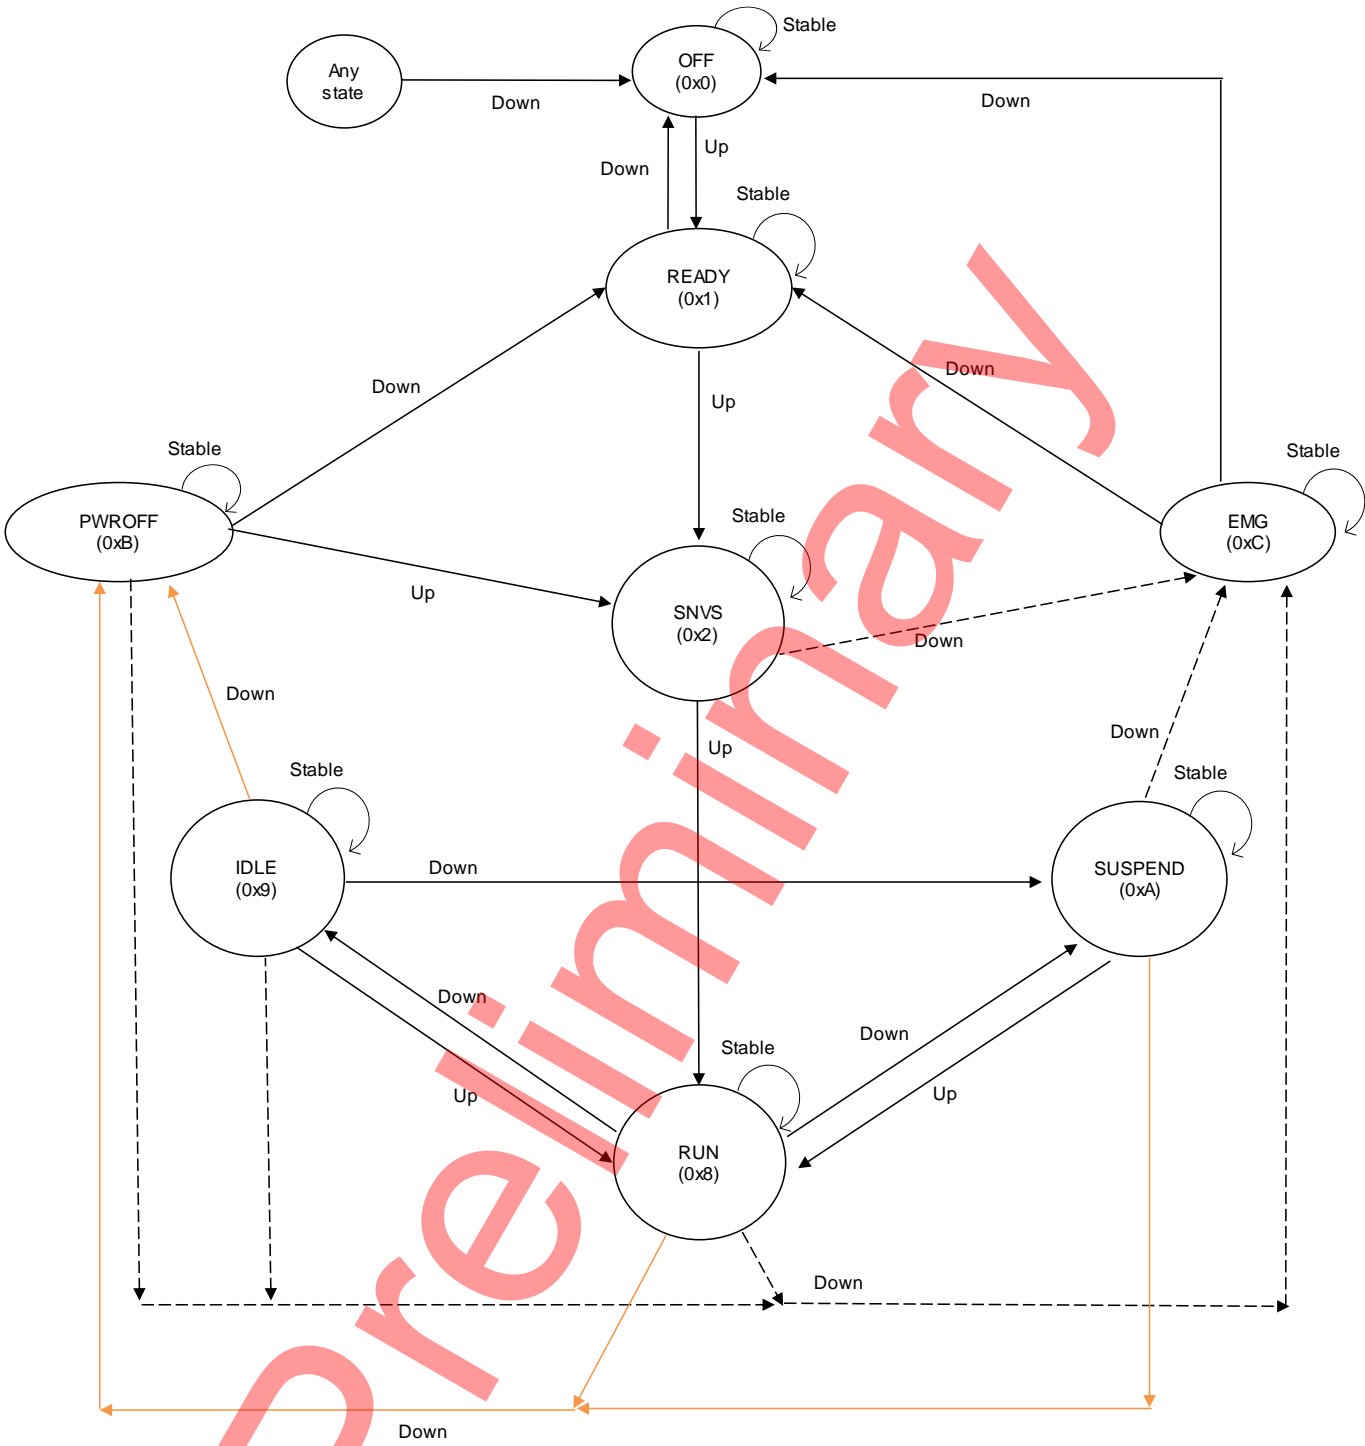 Stable
OFF
(0x0)
Any
state
Down
Down
Up
Down
Stable
READY
(0x1)
Down
Down
Up
Stable
Stable
Stable
PWROFF
(0xB)
EMG
(0xC)
Up
SNVS
(0x2)
Down
Down
Down
Up
Stable
Stable
IDLE
(0x9)
Down
SUSPEND
(0xA)
Down
Down
Stable
Up
Up
RUN
(0x8)
Down
Down
Preliminary